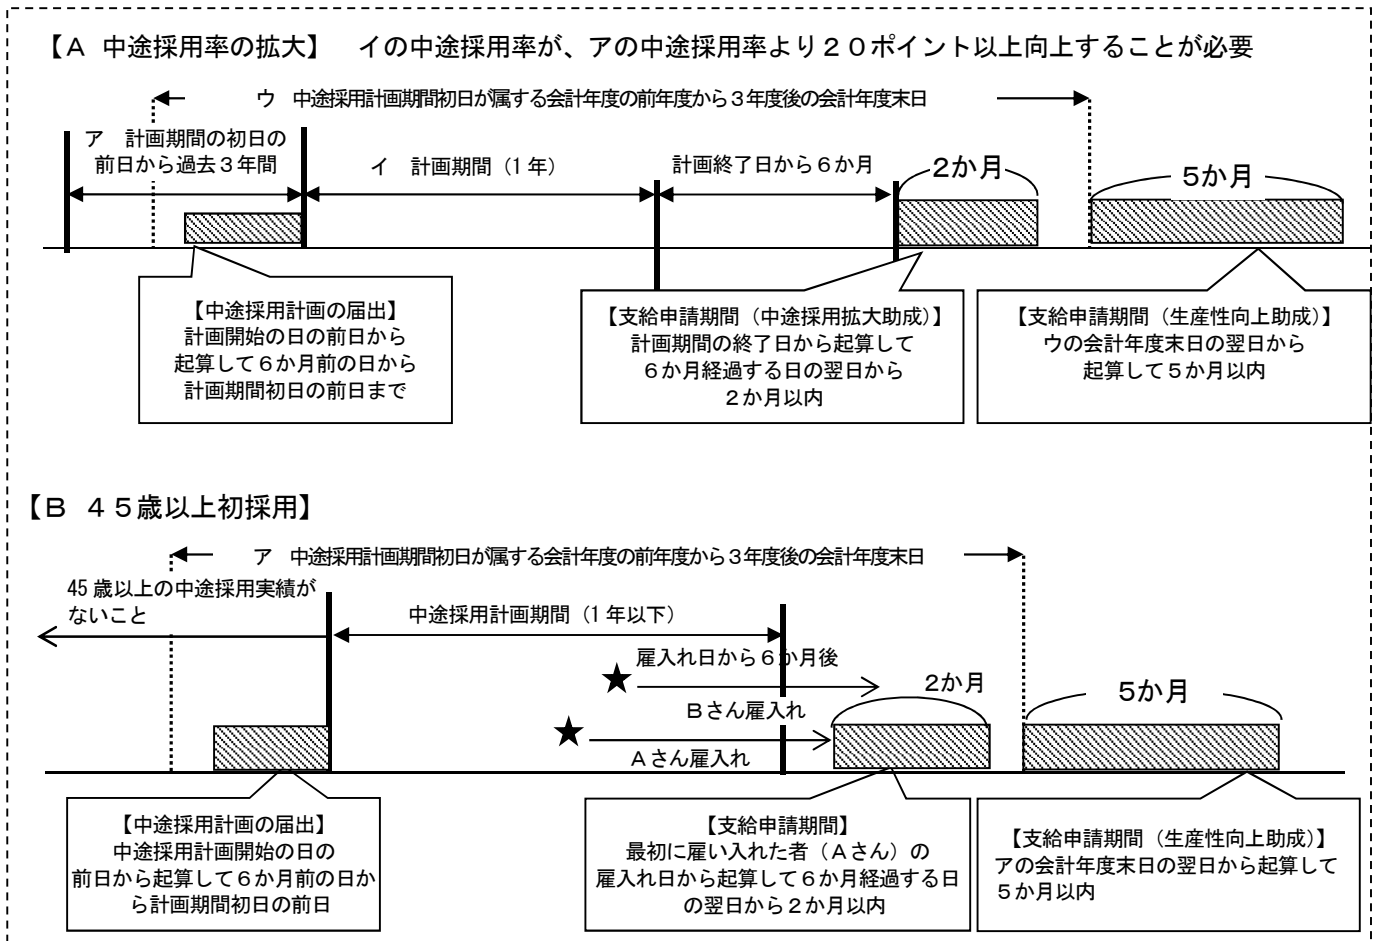 【A 中途採用率の拡大】　イの中途採用率が、アの中途採用率より２０ポイント以上向上することが必要
ウ　中途採用計画期間初日が属する会計年度の前年度から３年度後の会計年度末日
ア　計画期間の初日の
前日から過去３年間
イ　計画期間（1 年）
計画終了日から６か月
２か月
５か月
【中途採用計画の届出】
計画開始の日の前日から
起算して６か月前の日から
計画期間初日の前日まで
【支給申請期間（中途採用拡大助成）】
計画期間の終了日から起算して
６か月経過する日の翌日から
２か月以内
【支給申請期間（生産性向上助成）】
ウの会計年度末日の翌日から
起算して５か月以内
【B ４５歳以上初採用】
ア　中途採用計画期間初日が属する会計年度の前年度から３年度後の会計年度末日
45 歳以上の中途採用実績が
ないこと
中途採用計画期間（1 年以下）
雇入れ日から６か月後
★
Ｂさん雇入れ
★
Ａさん雇入れ
２か月
５か月
【中途採用計画の届出】
中途採用計画開始の日の
前日から起算して６か月前の日か
ら計画期間初日の前日
【支給申請期間】
最初に雇い入れた者（Ａさん）の
雇入れ日から起算して６か月経過する日
の翌日から２か月以内
【支給申請期間（生産性向上助成）】
アの会計年度末日の翌日から起算して
５か月以内